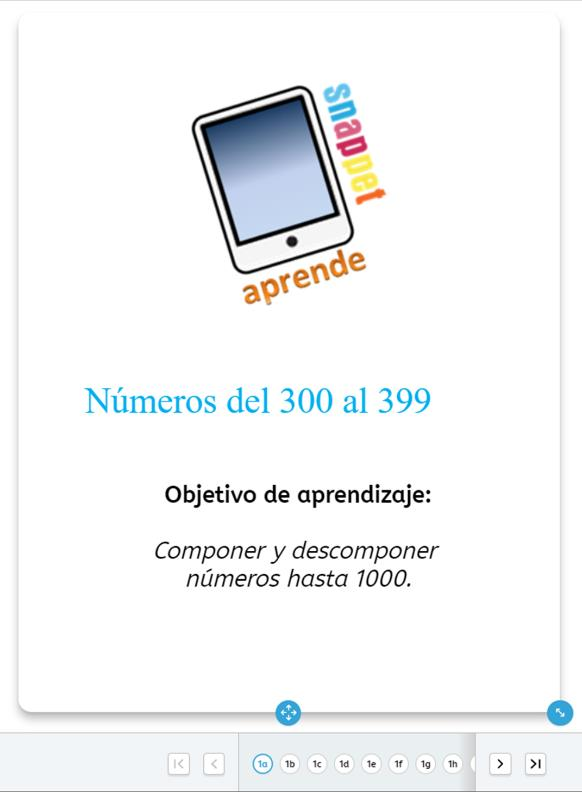 snappet
aprende
Números del 300 al 399
Objetivo de aprendizaje:
Componer y descomponer
números hasta 1000.
1a 1b 1c 1d 1e 1f 1g 1h